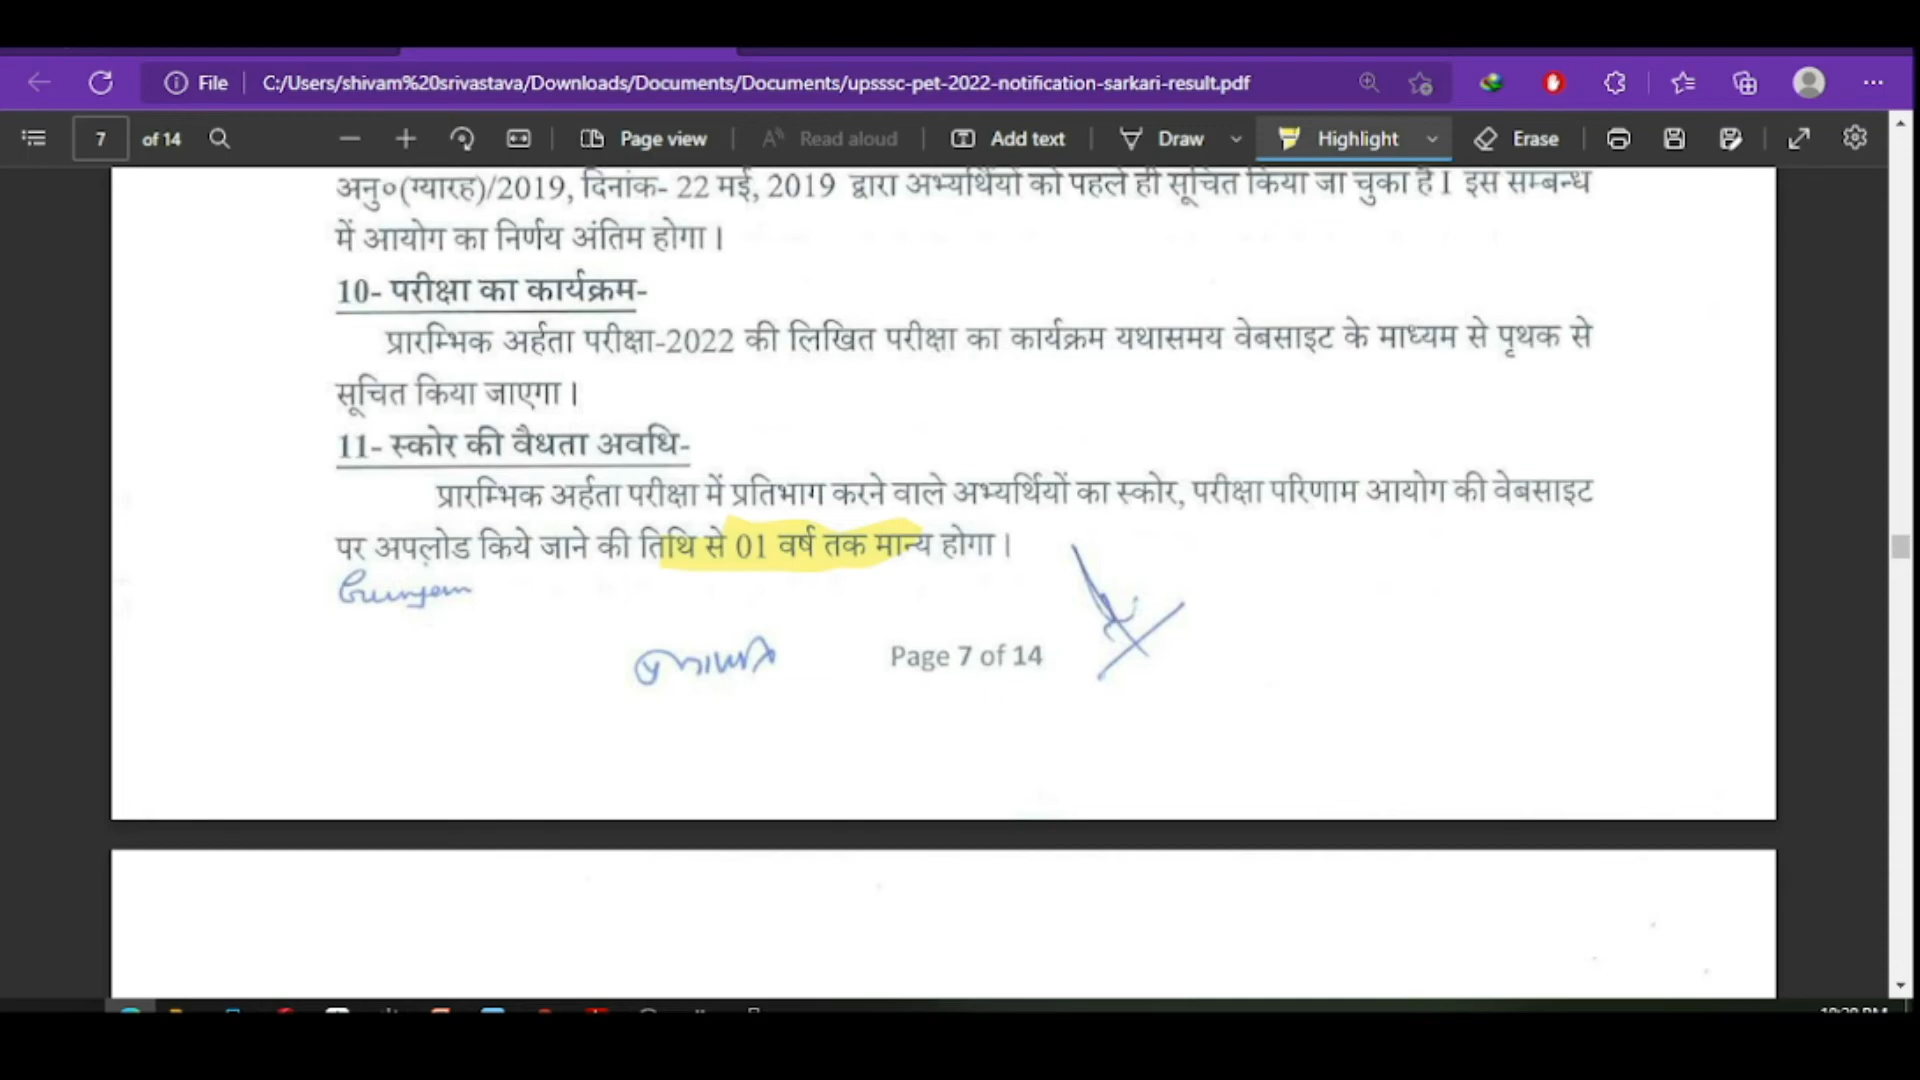 File C:/Users/shivam%20srivastava/Downloads/Documents/Documents/upsssc-pet-2022-notification-sarkari-result.pdf
7 of 14 Page view Read aloud Add text Draw Highlight Erase
अनु०(ग्यारह)/2019, दिनांक- 22 मई, 2019 द्वारा अभ्यर्थियों को पहले ही सूचित किया जा चुका है। इस सम्बन्ध
में आयोग का निर्णय अंतिम होगा।
10- परीक्षा का कार्यक्रम-
प्रारम्भिक अर्हता परीक्षा-2022 की लिखित परीक्षा का कार्यक्रम यथासमय वेबसाइट के माध्यम से पृथक से
सूचित किया जाएगा।
11- स्कोर की वैधता अवधि-
प्रारम्भिक अर्हता परीक्षा में प्रतिभाग करने वाले अभ्यर्थियों का स्कोर, परीक्षा परिणाम आयोग की वेबसाइट
पर अपलोड किये जाने की तिथि से 01 वर्ष तक मान्य होगा।
Page 7 of 14